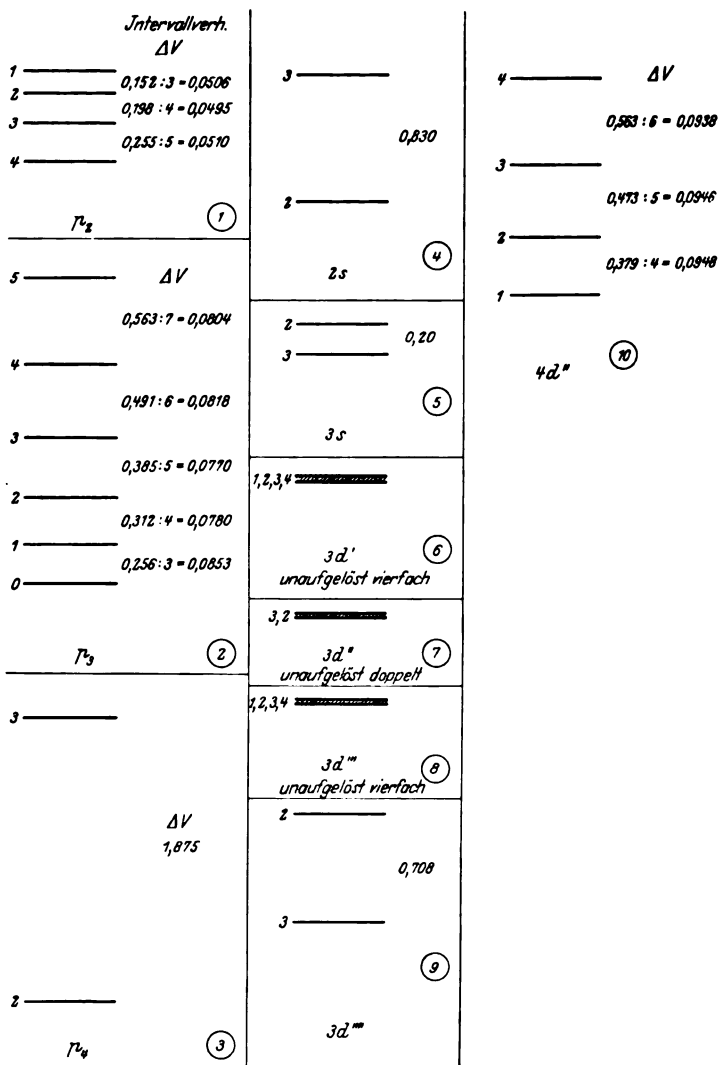 Intervallverh.
ΔV
1
0,152:3 = 0,0506
2
0,198:4 = 0,0495
3
0,255:5 = 0,0510
4
p₂
1
5
ΔV
0,563:7 = 0,0804
4
0,491:6 = 0,0818
3
0,385:5 = 0,0770
2
0,312:4 = 0,0780
1
0,256:3 = 0,0853
0
p₃
2
3
ΔV
1,875
2
p₄
3
3
0,830
2
2s
4
2
0,20
3
3s
5
1,2,3,4
3d'
6
unaufgelöst vierfach
3,2
3d"
7
unaufgelöst doppelt
1,2,3,4
3d'''
8
unaufgelöst vierfach
2
0,708
3
9
3d''''
4
ΔV
0,563:6 = 0,0938
3
0,473:5 = 0,0946
2
0,379:4 = 0,0948
1
4d"
10